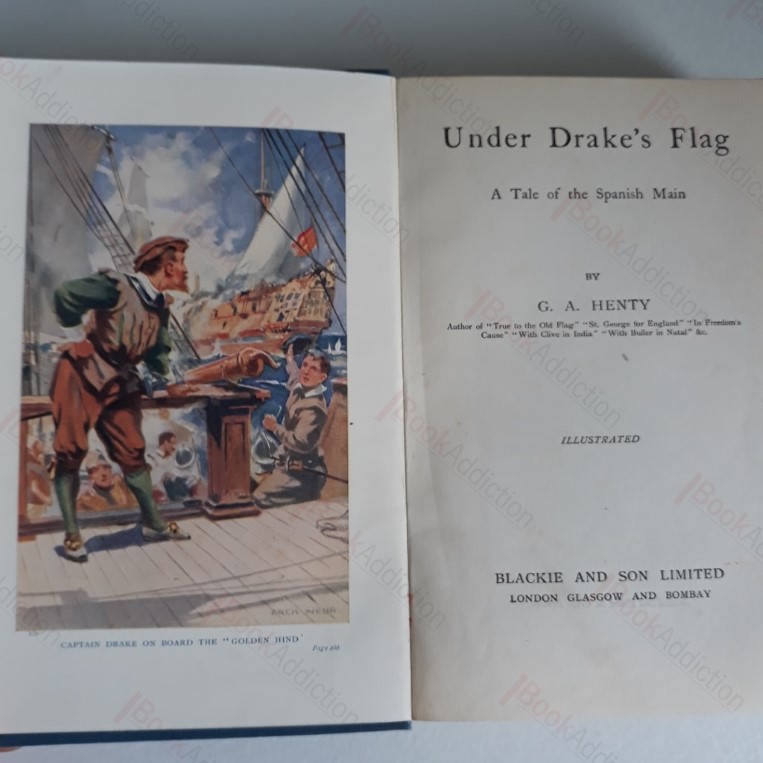 CAPTAIN DRAKE ON BOARD THE "GOLDEN HIND"
Under Drake's Flag
A Tale of the Spanish Main
BY
G. A. HENTY
Author of "True to the Old Flag" "St. George for England" "In Freedom's
Cause" "With Clive in India" "With Buller in Natal" &c.
ILLUSTRATED
BLACKIE AND SON LIMITED
LONDON GLASGOW AND BOMBAY
BookAddiction